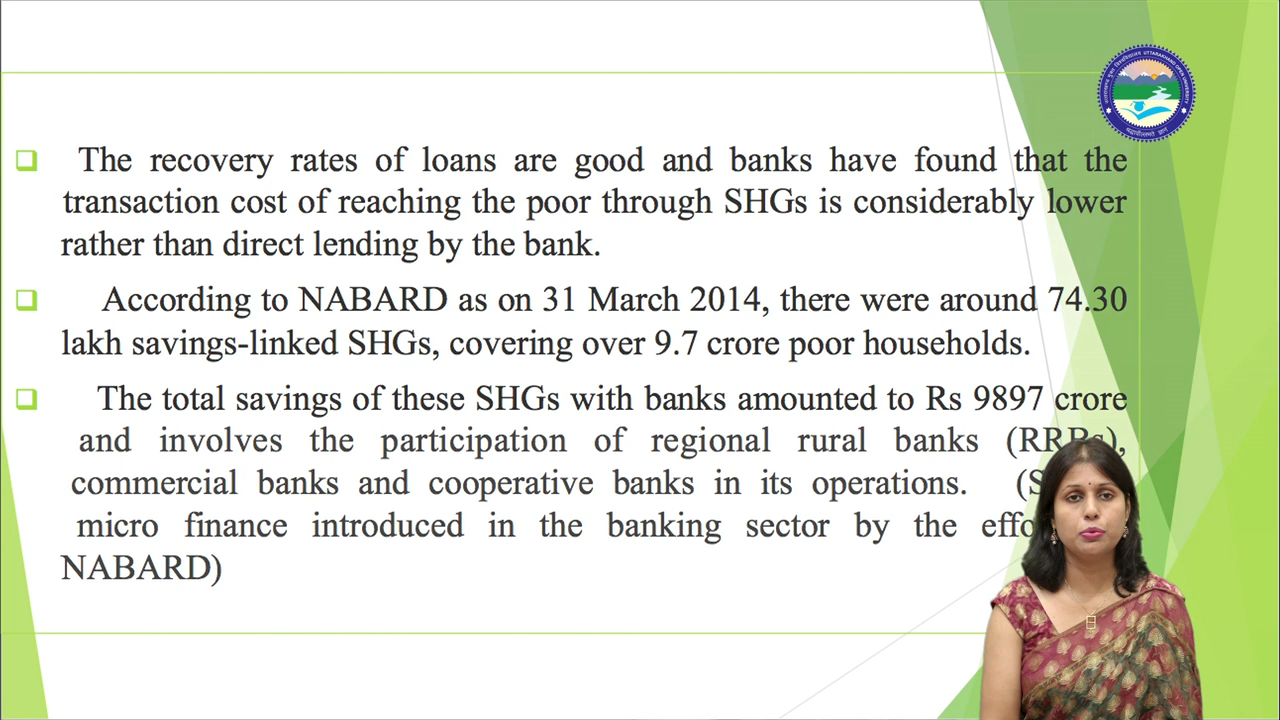 UTTARAKHAND OPEN UNIVERSITY
The recovery rates of loans are good and banks have found that the
transaction cost of reaching the poor through SHGs is considerably lower
rather than direct lending by the bank.
According to NABARD as on 31 March 2014, there were around 74.30
lakh savings-linked SHGs, covering over 9.7 crore poor households.
The total savings of these SHGs with banks amounted to Rs 9897 crore
and involves the participation of regional rural banks (RRBs),
commercial banks and cooperative banks in its operations.
micro finance introduced in the banking sector by the
NABARD)